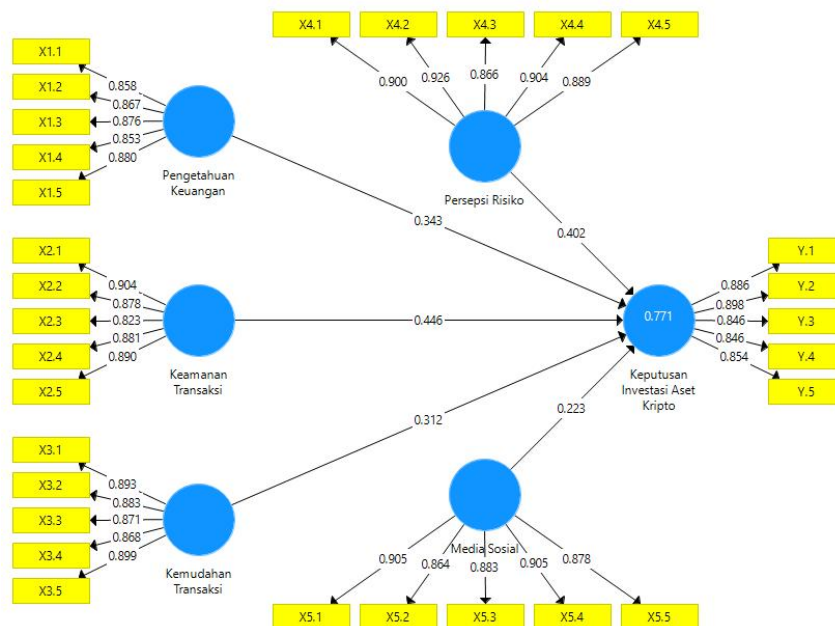 X4.1
X4.2
X4.3
X4.4
X4.5
0.900
0.926
0.866
0.904
0.889
Persepsi Risiko
X1.1
X1.2
X1.3
X1.4
X1.5
0.858
0.867
0.876
0.853
0.880
Pengetahuan
Keuangan
0.343
0.402
X2.1
X2.2
X2.3
X2.4
X2.5
0.904
0.878
0.823
0.881
0.890
Keamanan
Transaksi
0.446
0.771
Keputusan
Investasi Aset
Kripto
0.886
0.898
0.846
0.846
0.854
Y.1
Y.2
Y.3
Y.4
Y.5
X3.1
X3.2
X3.3
X3.4
X3.5
0.893
0.883
0.871
0.868
0.899
Kemudahan
Transaksi
0.312
0.223
Media Sosial
0.905
0.864
0.883
0.905
0.878
X5.1
X5.2
X5.3
X5.4
X5.5